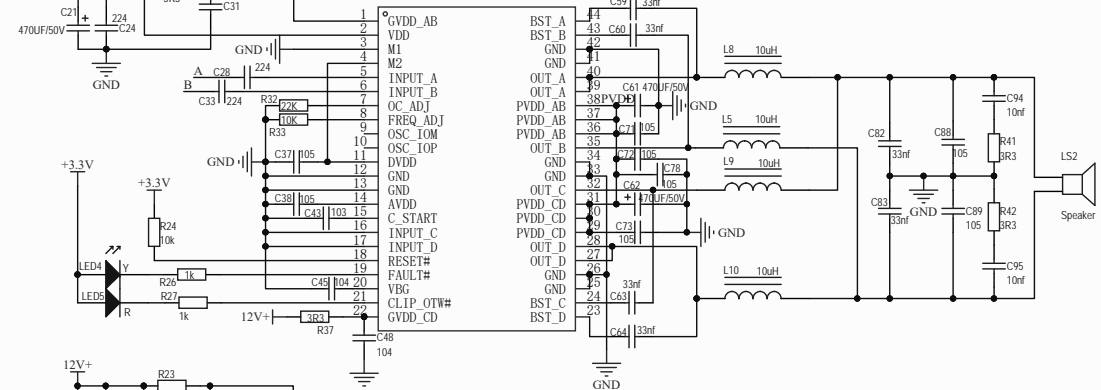 C21
470UF/50V
224
C24
C31
GND
GND
A
C28
224
B
C33
224
R32
22K
10K
R33
GND
C37
105
C38
105
C43
103
+3.3V
+3.3V
R24
10k
LED4
Y
R26
1k
LED5
R
R27
1k
C45
104
12V+
3R3
R37
C48
104
12V+
R23
1 GVDD_AB
2 VDD
3 M1
4 M2
5 INPUT_A
6 INPUT_B
7 OC_ADJ
8 FREQ_ADJ
9 OSC_IOM
10 OSC_IOP
11 DVDD
12 GND
13 GND
14 AVDD
15 C_START
16 INPUT_C
17 INPUT_D
18 RESET#
19 FAULT#
20 VBG
21 CLIP_OTW#
22 GVDD_CD
BST_A 44
BST_B 43
GND 42
GND 41
OUT_A 40
OUT_A 39
PVDD_AB 38
PVDD_AB 37
PVDD_AB 36
OUT_B 35
GND 34
GND 33
OUT_C 32
PVDD_CD 31
PVDD_CD 30
PVDD_CD 29
OUT_D 28
OUT_D 27
GND 26
GND 25
BST_C 24
BST_D 23
C59
33nf
C60
33nf
PVDD
C61
470UF/50V
GND
C71
105
C72
105
C78
105
C62
470UF/50V
C73
105
GND
33nf
C63
C64
33nf
GND
L8
10uH
L5
10uH
L9
10uH
L10
10uH
C82
33nf
C83
33nf
GND
C88
105
C89
105
C94
10nf
R41
3R3
R42
3R3
C95
10nf
LS2
Speaker